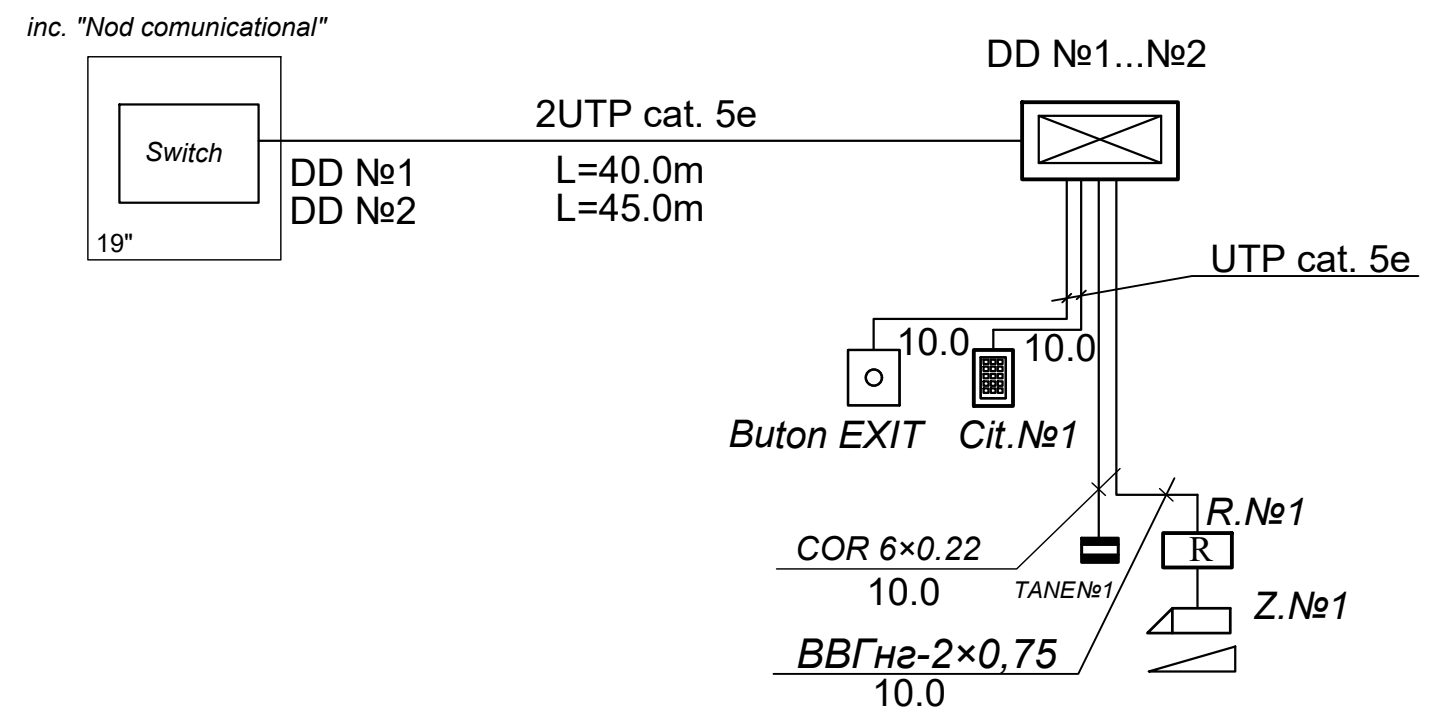 inc. "Nod comunicational"
DD №1...№2
Switch
19"
2UTP cat. 5e
DD №1 L=40.0m
DD №2 L=45.0m
UTP cat. 5e
10.0 10.0
Buton EXIT Cit.№1
R.№1
R
COR 6×0.22
10.0
TANE№1
Z.№1
ВВГнг-2×0,75
10.0